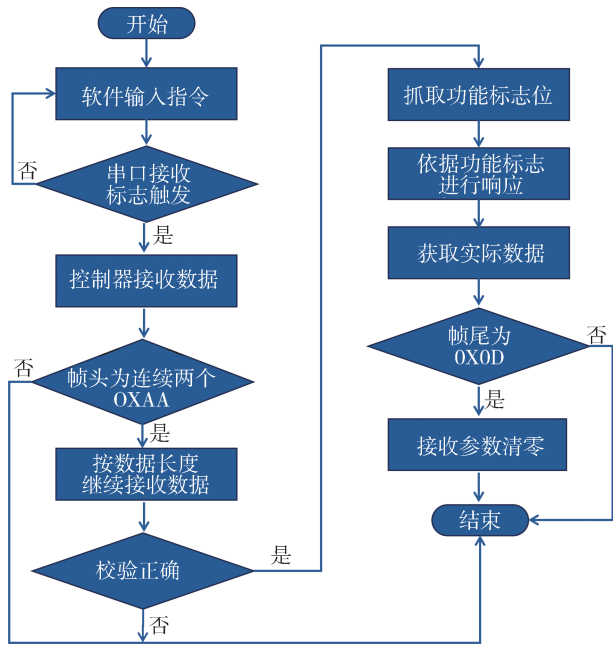 开始
软件输入指令
否
串口接收
标志触发
是
控制器接收数据
否
帧头为连续两个
OXAA
是
按数据长度
继续接收数据
校验正确
是
否
抓取功能标志位
依据功能标志
进行响应
获取实际数据
帧尾为
0X0D
否
是
接收参数清零
结束